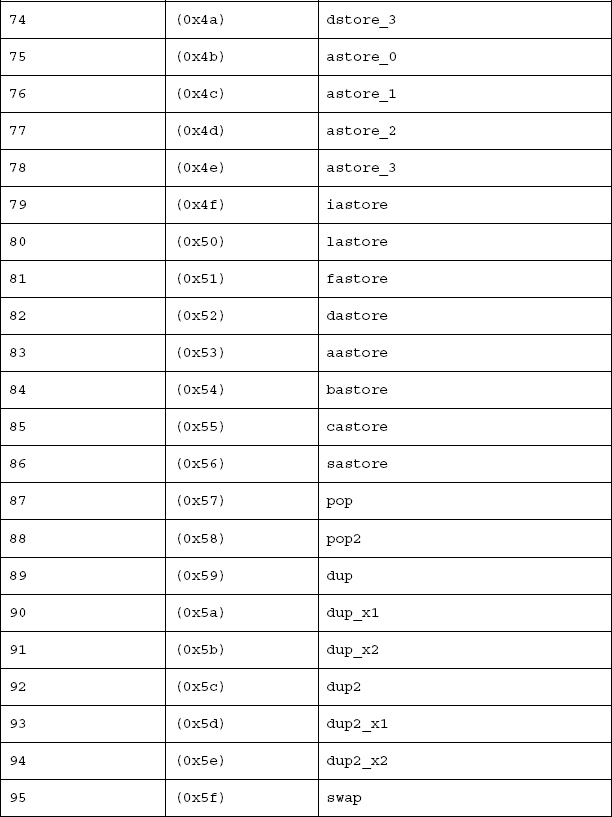 74 (0x4a) dstore_3
75 (0x4b) astore_0
76 (0x4c) astore_1
77 (0x4d) astore_2
78 (0x4e) astore_3
79 (0x4f) iastore
80 (0x50) lastore
81 (0x51) fastore
82 (0x52) dastore
83 (0x53) aastore
84 (0x54) bastore
85 (0x55) castore
86 (0x56) sastore
87 (0x57) pop
88 (0x58) pop2
89 (0x59) dup
90 (0x5a) dup_x1
91 (0x5b) dup_x2
92 (0x5c) dup2
93 (0x5d) dup2_x1
94 (0x5e) dup2_x2
95 (0x5f) swap